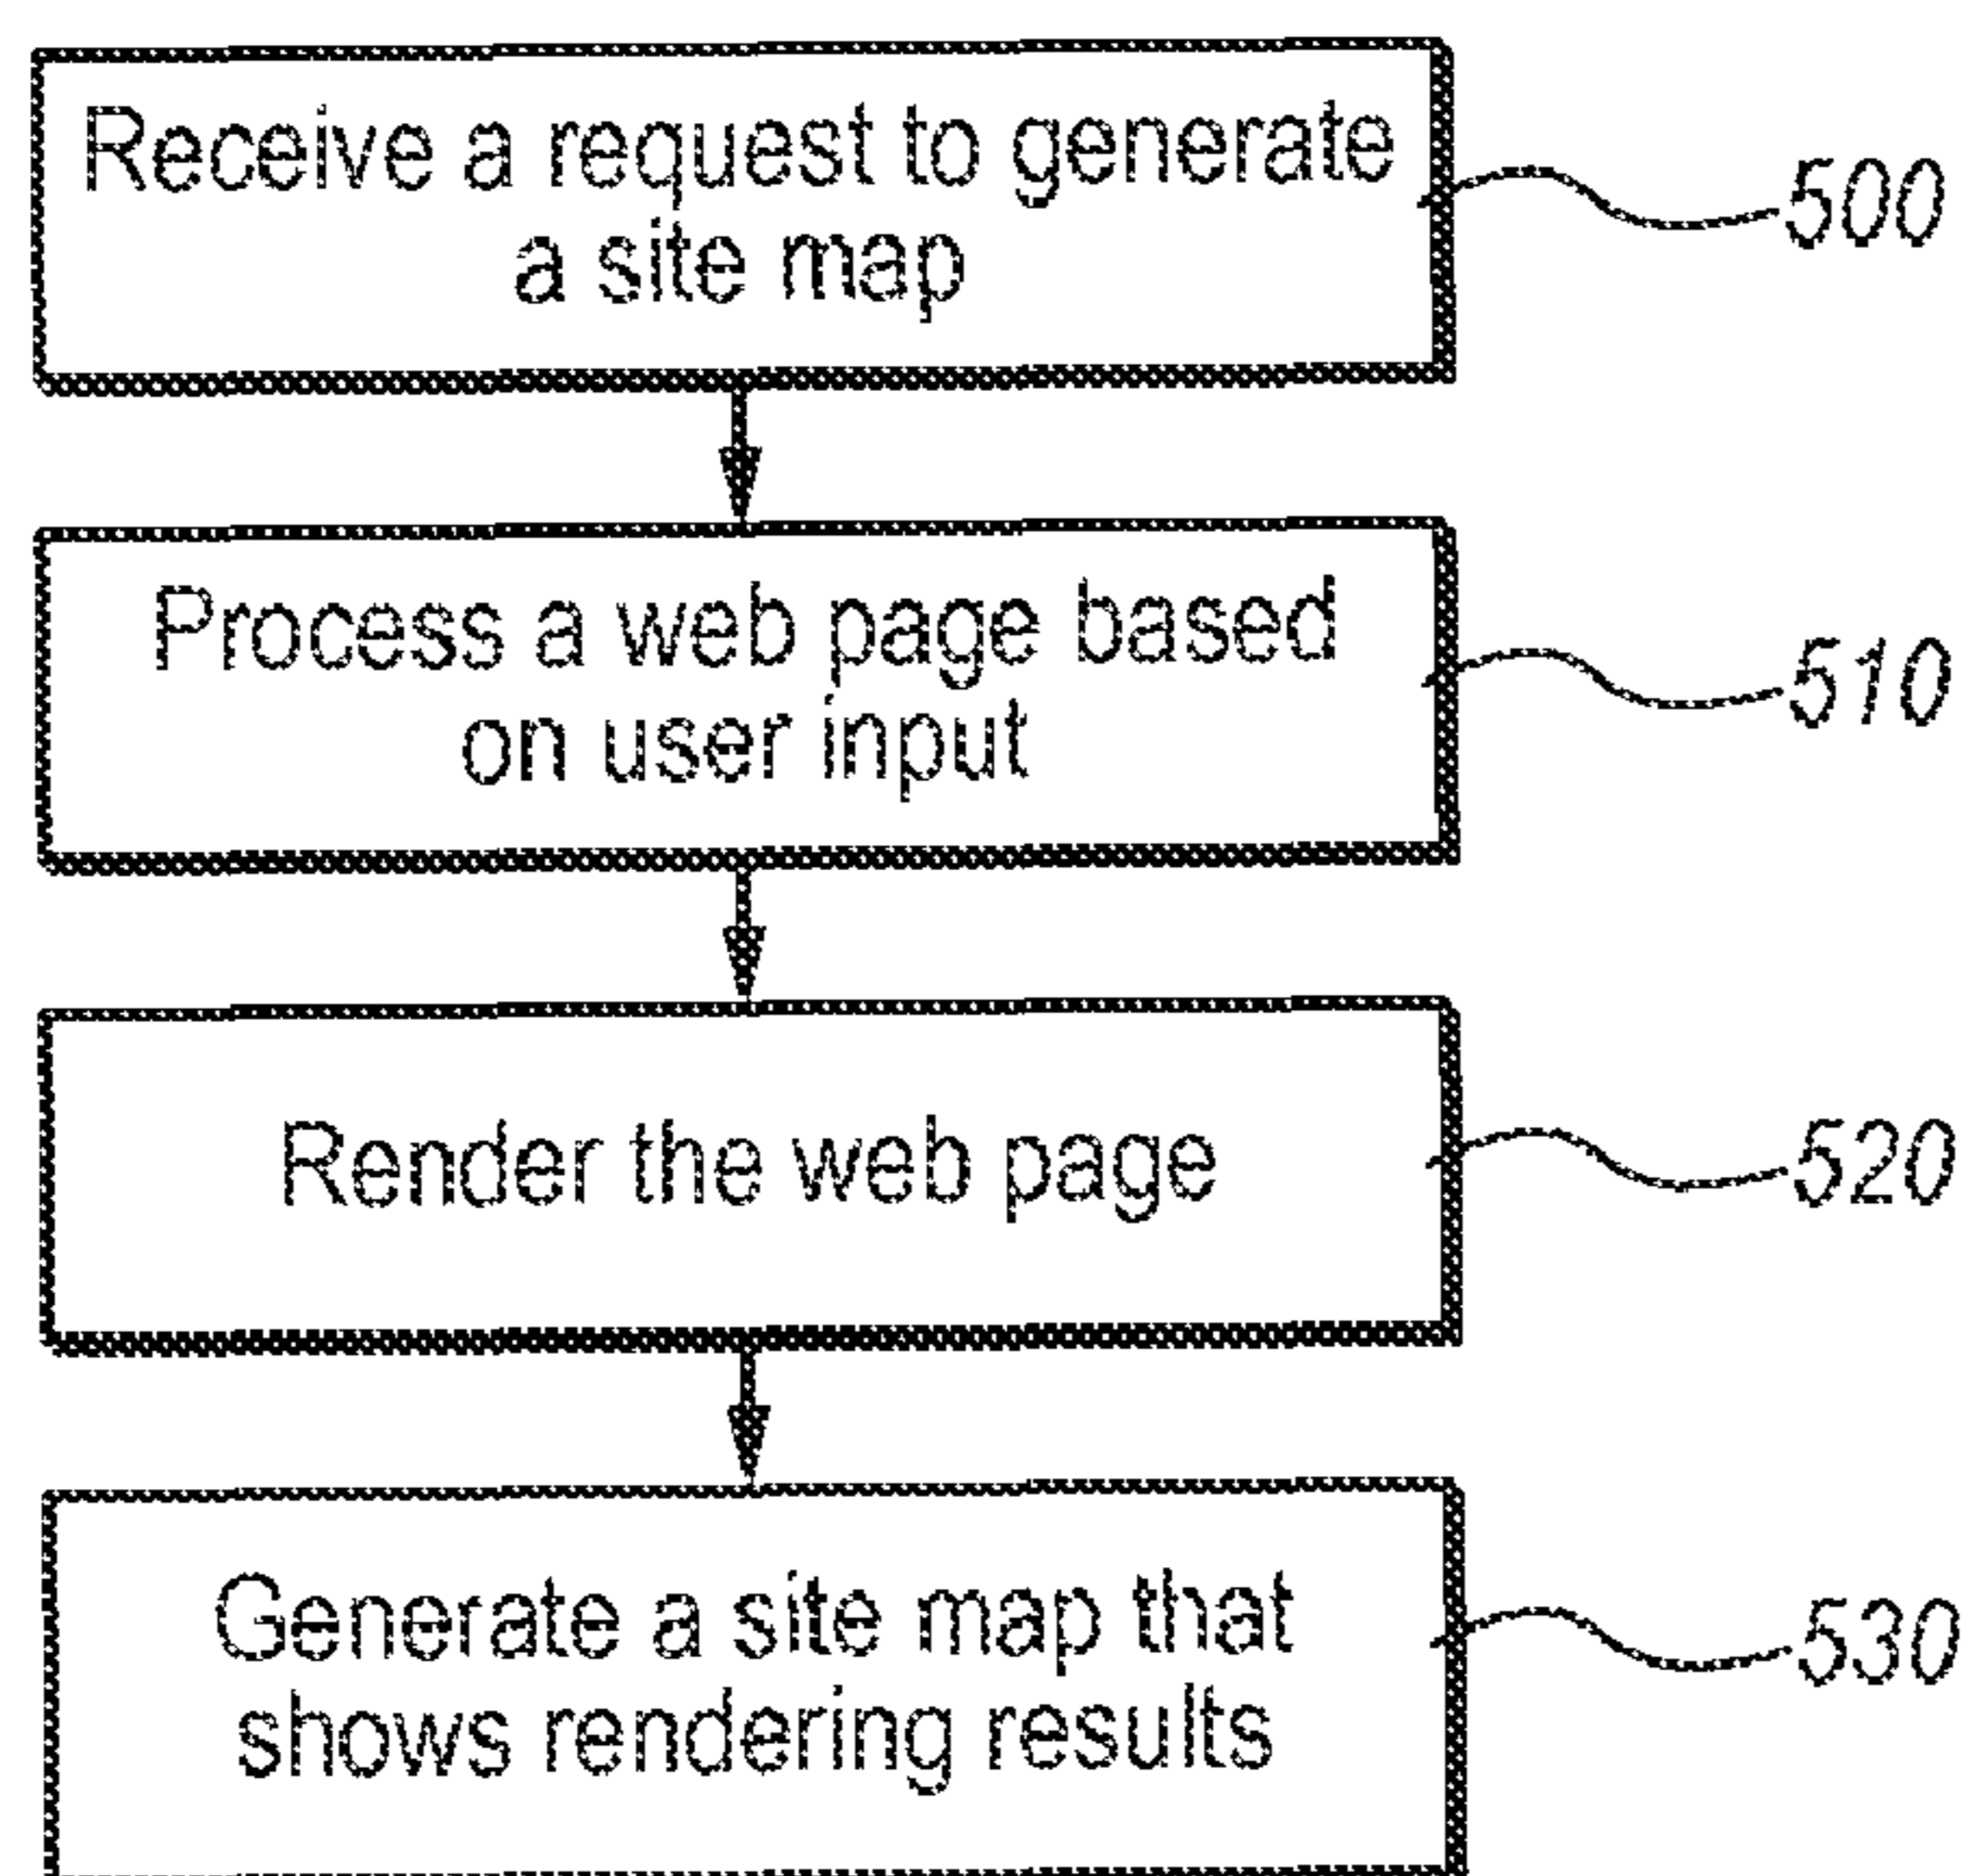 Receive a request to generate
a site map
500
Process a web page based
on user input
510
Render the web page
520
Generate a site map that
shows rendering results
530